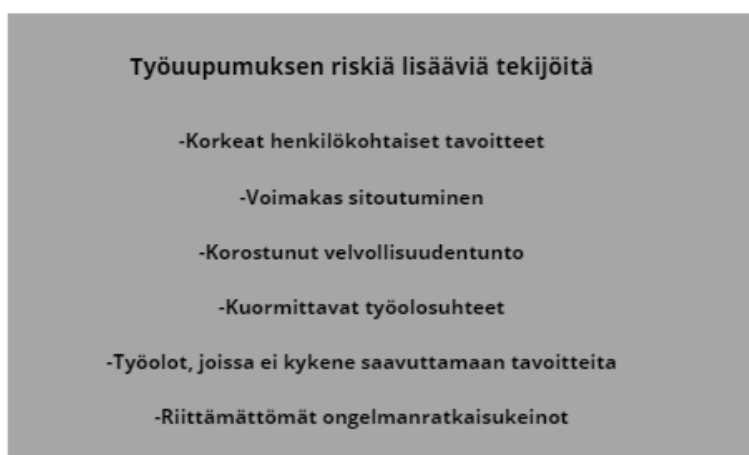 Työuupumuksen riskiä lisääviä tekijöitä
-Korkeat henkilökohtaiset tavoitteet
-Voimakas sitoutuminen
-Korostunut velvollisuudentunto
-Kuormittavat työolosuhteet
-Työolot, joissa ei kykene saavuttamaan tavoitteita
-Riittämättömät ongelmanratkaisukeinot